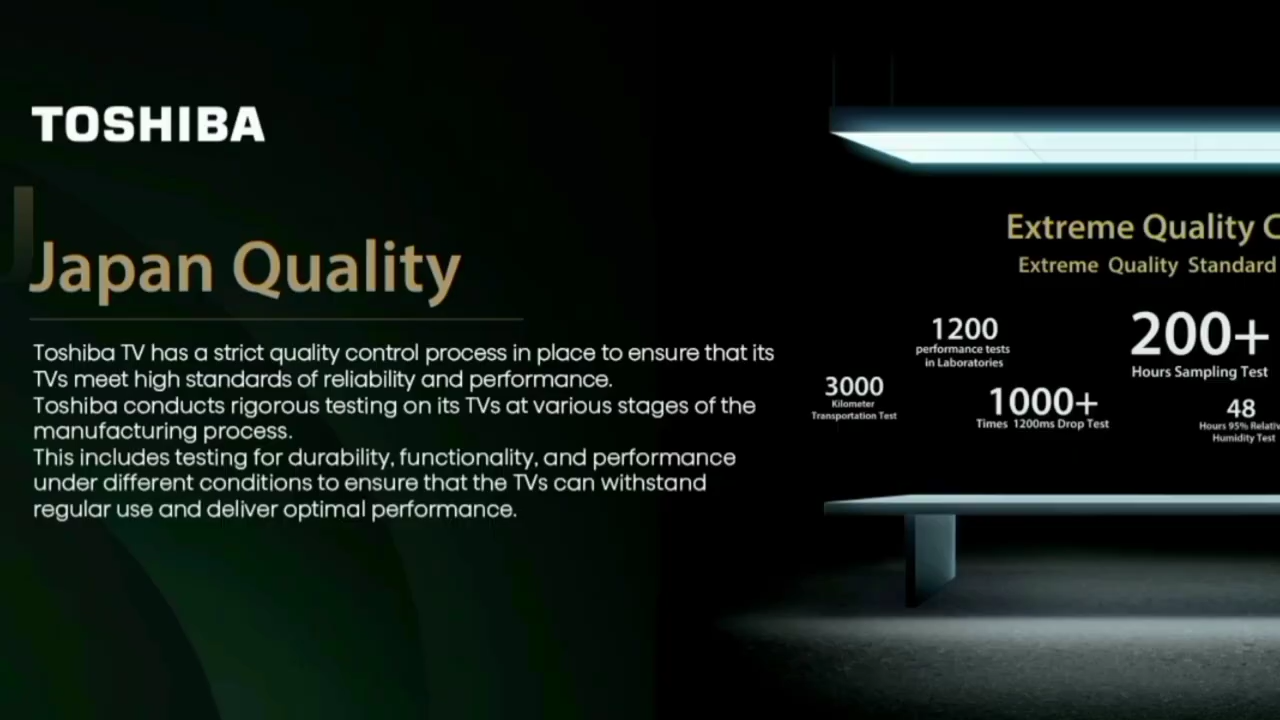 TOSHIBA
Japan Quality
Toshiba TV has a strict quality control process in place to ensure that its
TVs meet high standards of reliability and performance.
Toshiba conducts rigorous testing on its TVs at various stages of the
manufacturing process.
This includes testing for durability, functionality, and performance
under different conditions to ensure that the TVs can withstand
regular use and deliver optimal performance.
Extreme Quality
Extreme Quality Standard
1200
performance tests
in Laboratories
200+
Hours Sampling Test
3000
Kilometer
Transportation Test
1000+
Times 1200ms Drop Test
48
Hours 95%
Humidity Test